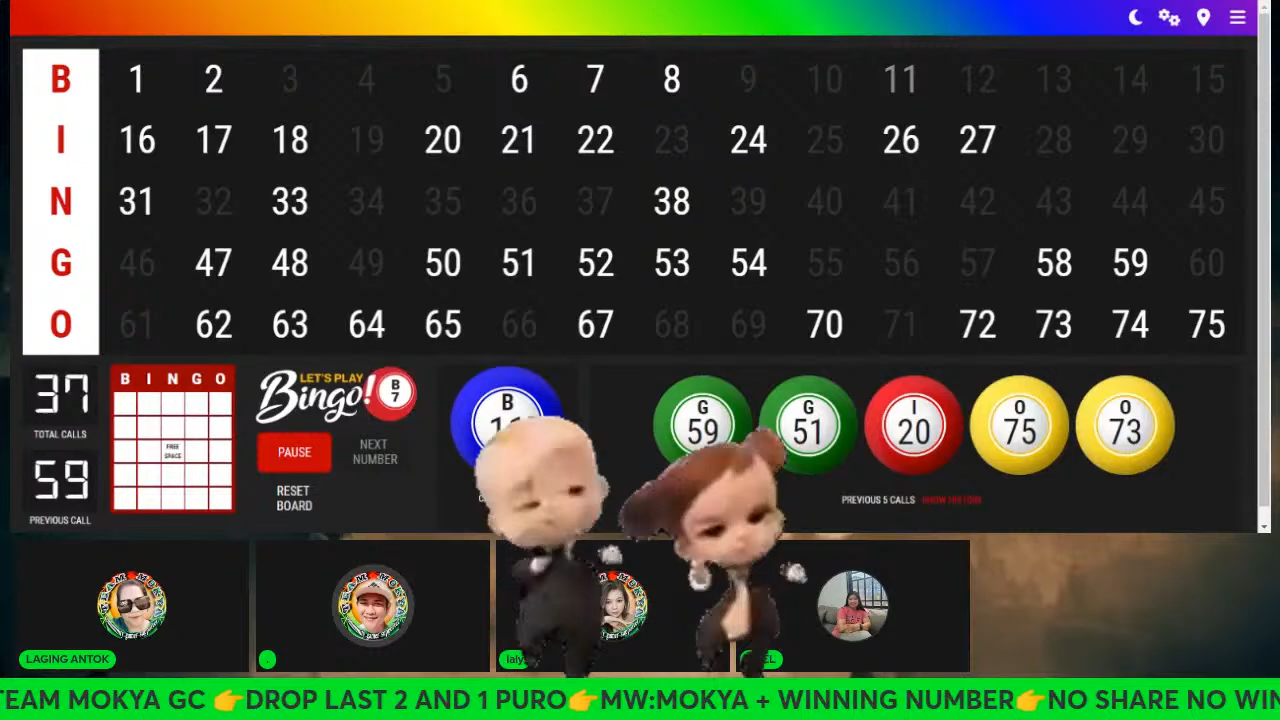 B 1 2 3 4 5 6 7 8 9 10 11 12 13 14 15
I 16 17 18 19 20 21 22 23 24 25 26 27 28 29 30
N 31 32 33 34 35 36 37 38 39 40 41 42 43 44 45
G 46 47 48 49 50 51 52 53 54 55 56 57 58 59 60
O 61 62 63 64 65 66 67 68 69 70 71 72 73 74 75
37
TOTAL CALLS
59
PREVIOUS CALL
B I N G O
FREE
SPACE
LET'S PLAY
Bingo!
B
7
PAUSE
NEXT
NUMBER
RESET
BOARD
B
G
59
G
51
I
20
O
75
O
73
PREVIOUS 5 CALLS SHOW HISTORY
LAGING ANTOK
.
TEAM MOKYA GC 👉DROP LAST 2 AND 1 PURO👉MW:MOKYA + WINNING NUMBER👉NO SHARE NO WIN